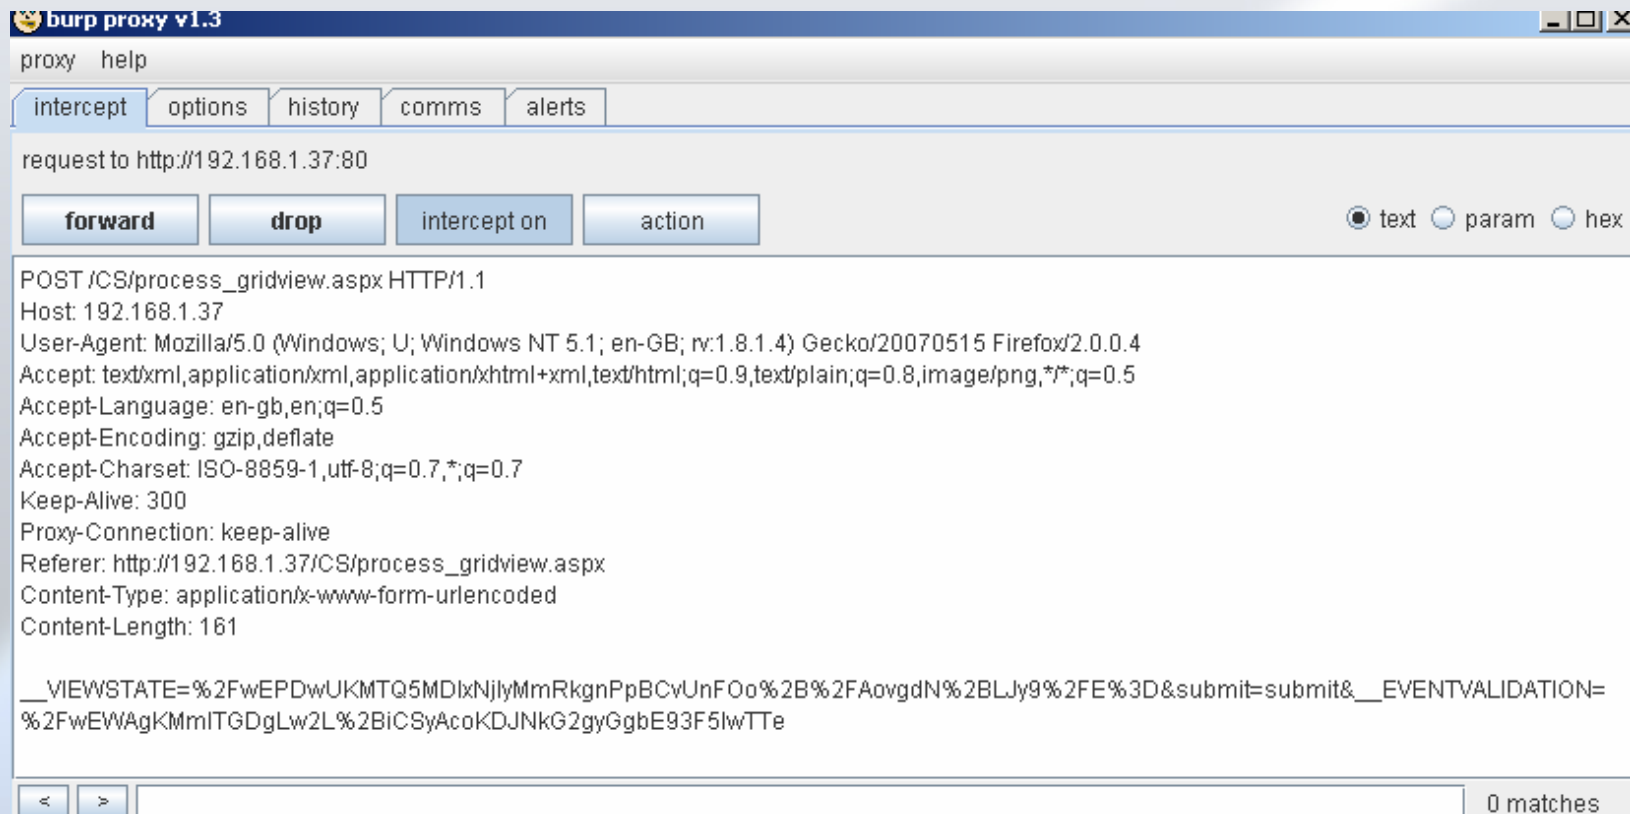 burp proxy v1.3
proxy help
intercept options history comms alerts
request to http://192.168.1.37:80
forward drop intercept on action text param hex
POST /CS/process_gridview.aspx HTTP/1.1
Host: 192.168.1.37
User-Agent: Mozilla/5.0 (Windows; U; Windows NT 5.1; en-GB; rv:1.8.1.4) Gecko/20070515 Firefox/2.0.0.4
Accept: text/xml,application/xml,application/xhtml+xml,text/html;q=0.9,text/plain;q=0.8,image/png,*/*;q=0.5
Accept-Language: en-gb,en;q=0.5
Accept-Encoding: gzip,deflate
Accept-Charset: ISO-8859-1,utf-8;q=0.7,*;q=0.7
Keep-Alive: 300
Proxy-Connection: keep-alive
Referer: http://192.168.1.37/CS/process_gridview.aspx
Content-Type: application/x-www-form-urlencoded
Content-Length: 161
__VIEWSTATE=%2FwEPDwUKMTQ5MDIxNjIyMmRkgnPpBCvUnFOo%2B%2FAovgdN%2BLJy9%2FE%3D&submit=submit&__EVENTVALIDATION=
%2FwEWAgKMmITGDgLw2L%2BiCSyAcoKDJNkG2gyGgbE93F5IwTTe
< > 0 matches